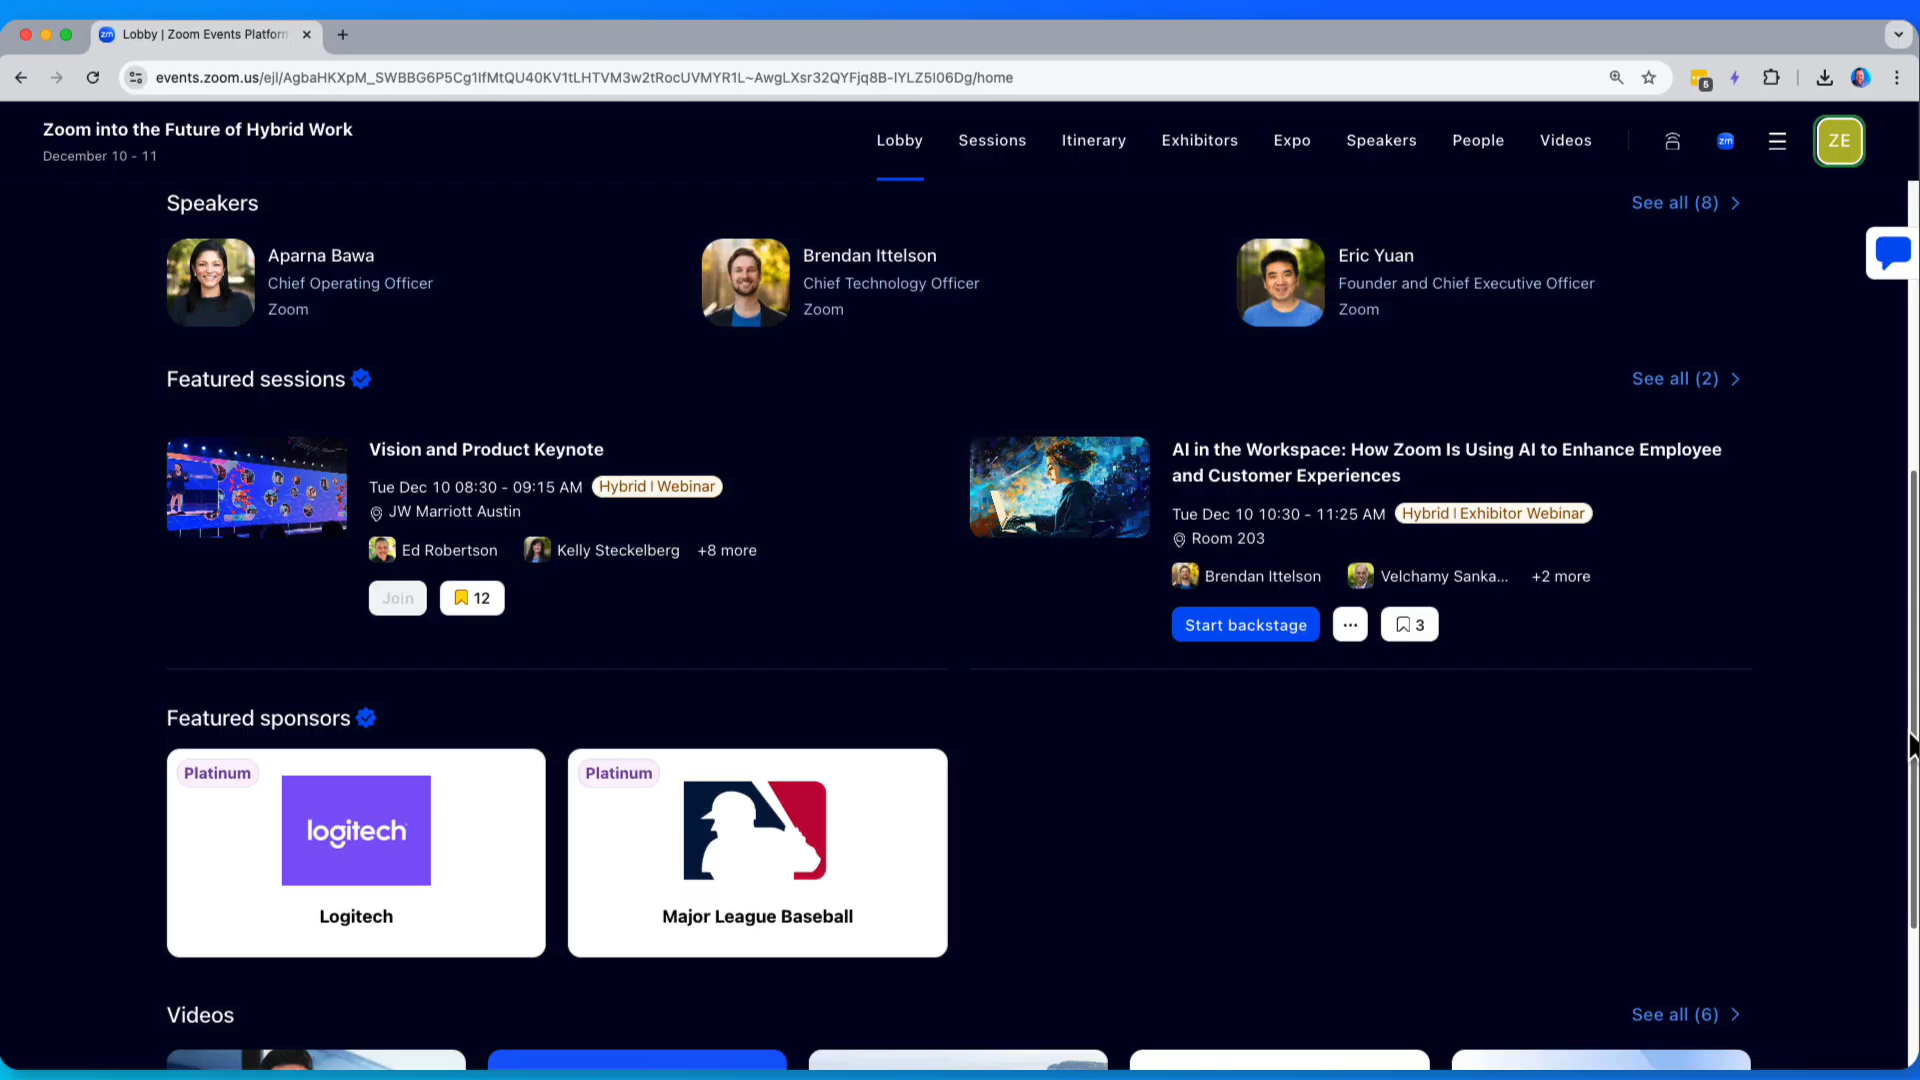 Lobby | Zoom Events Platform
events.zoom.us/ejl/AgbaHKXpM_SWBBG6P5Cg1IfMtQU40KV1tLHTVM3w2tRocUVMYR1L~AwgLXsr32QYFjq8B-IYLZ5I06Dg/home
5
Zoom into the Future of Hybrid Work
December 10 - 11
Lobby Sessions Itinerary Exhibitors Expo Speakers People Videos zm ZE
Speakers See all (8)
Aparna Bawa
Chief Operating Officer
Zoom
Brendan Ittelson
Chief Technology Officer
Zoom
Eric Yuan
Founder and Chief Executive Officer
Zoom
Featured sessions See all (2)
Vision and Product Keynote
Tue Dec 10 08:30 - 09:15 AM Hybrid | Webinar
JW Marriott Austin
Ed Robertson Kelly Steckelberg +8 more
Join 12
AI in the Workspace: How Zoom Is Using AI to Enhance Employee
and Customer Experiences
Tue Dec 10 10:30 - 11:25 AM Hybrid | Exhibitor Webinar
Room 203
Brendan Ittelson Velchamy Sanka... +2 more
Start backstage ... 3
Featured sponsors
Platinum
logitech
Logitech
Platinum
Major League Baseball
Videos See all (6)